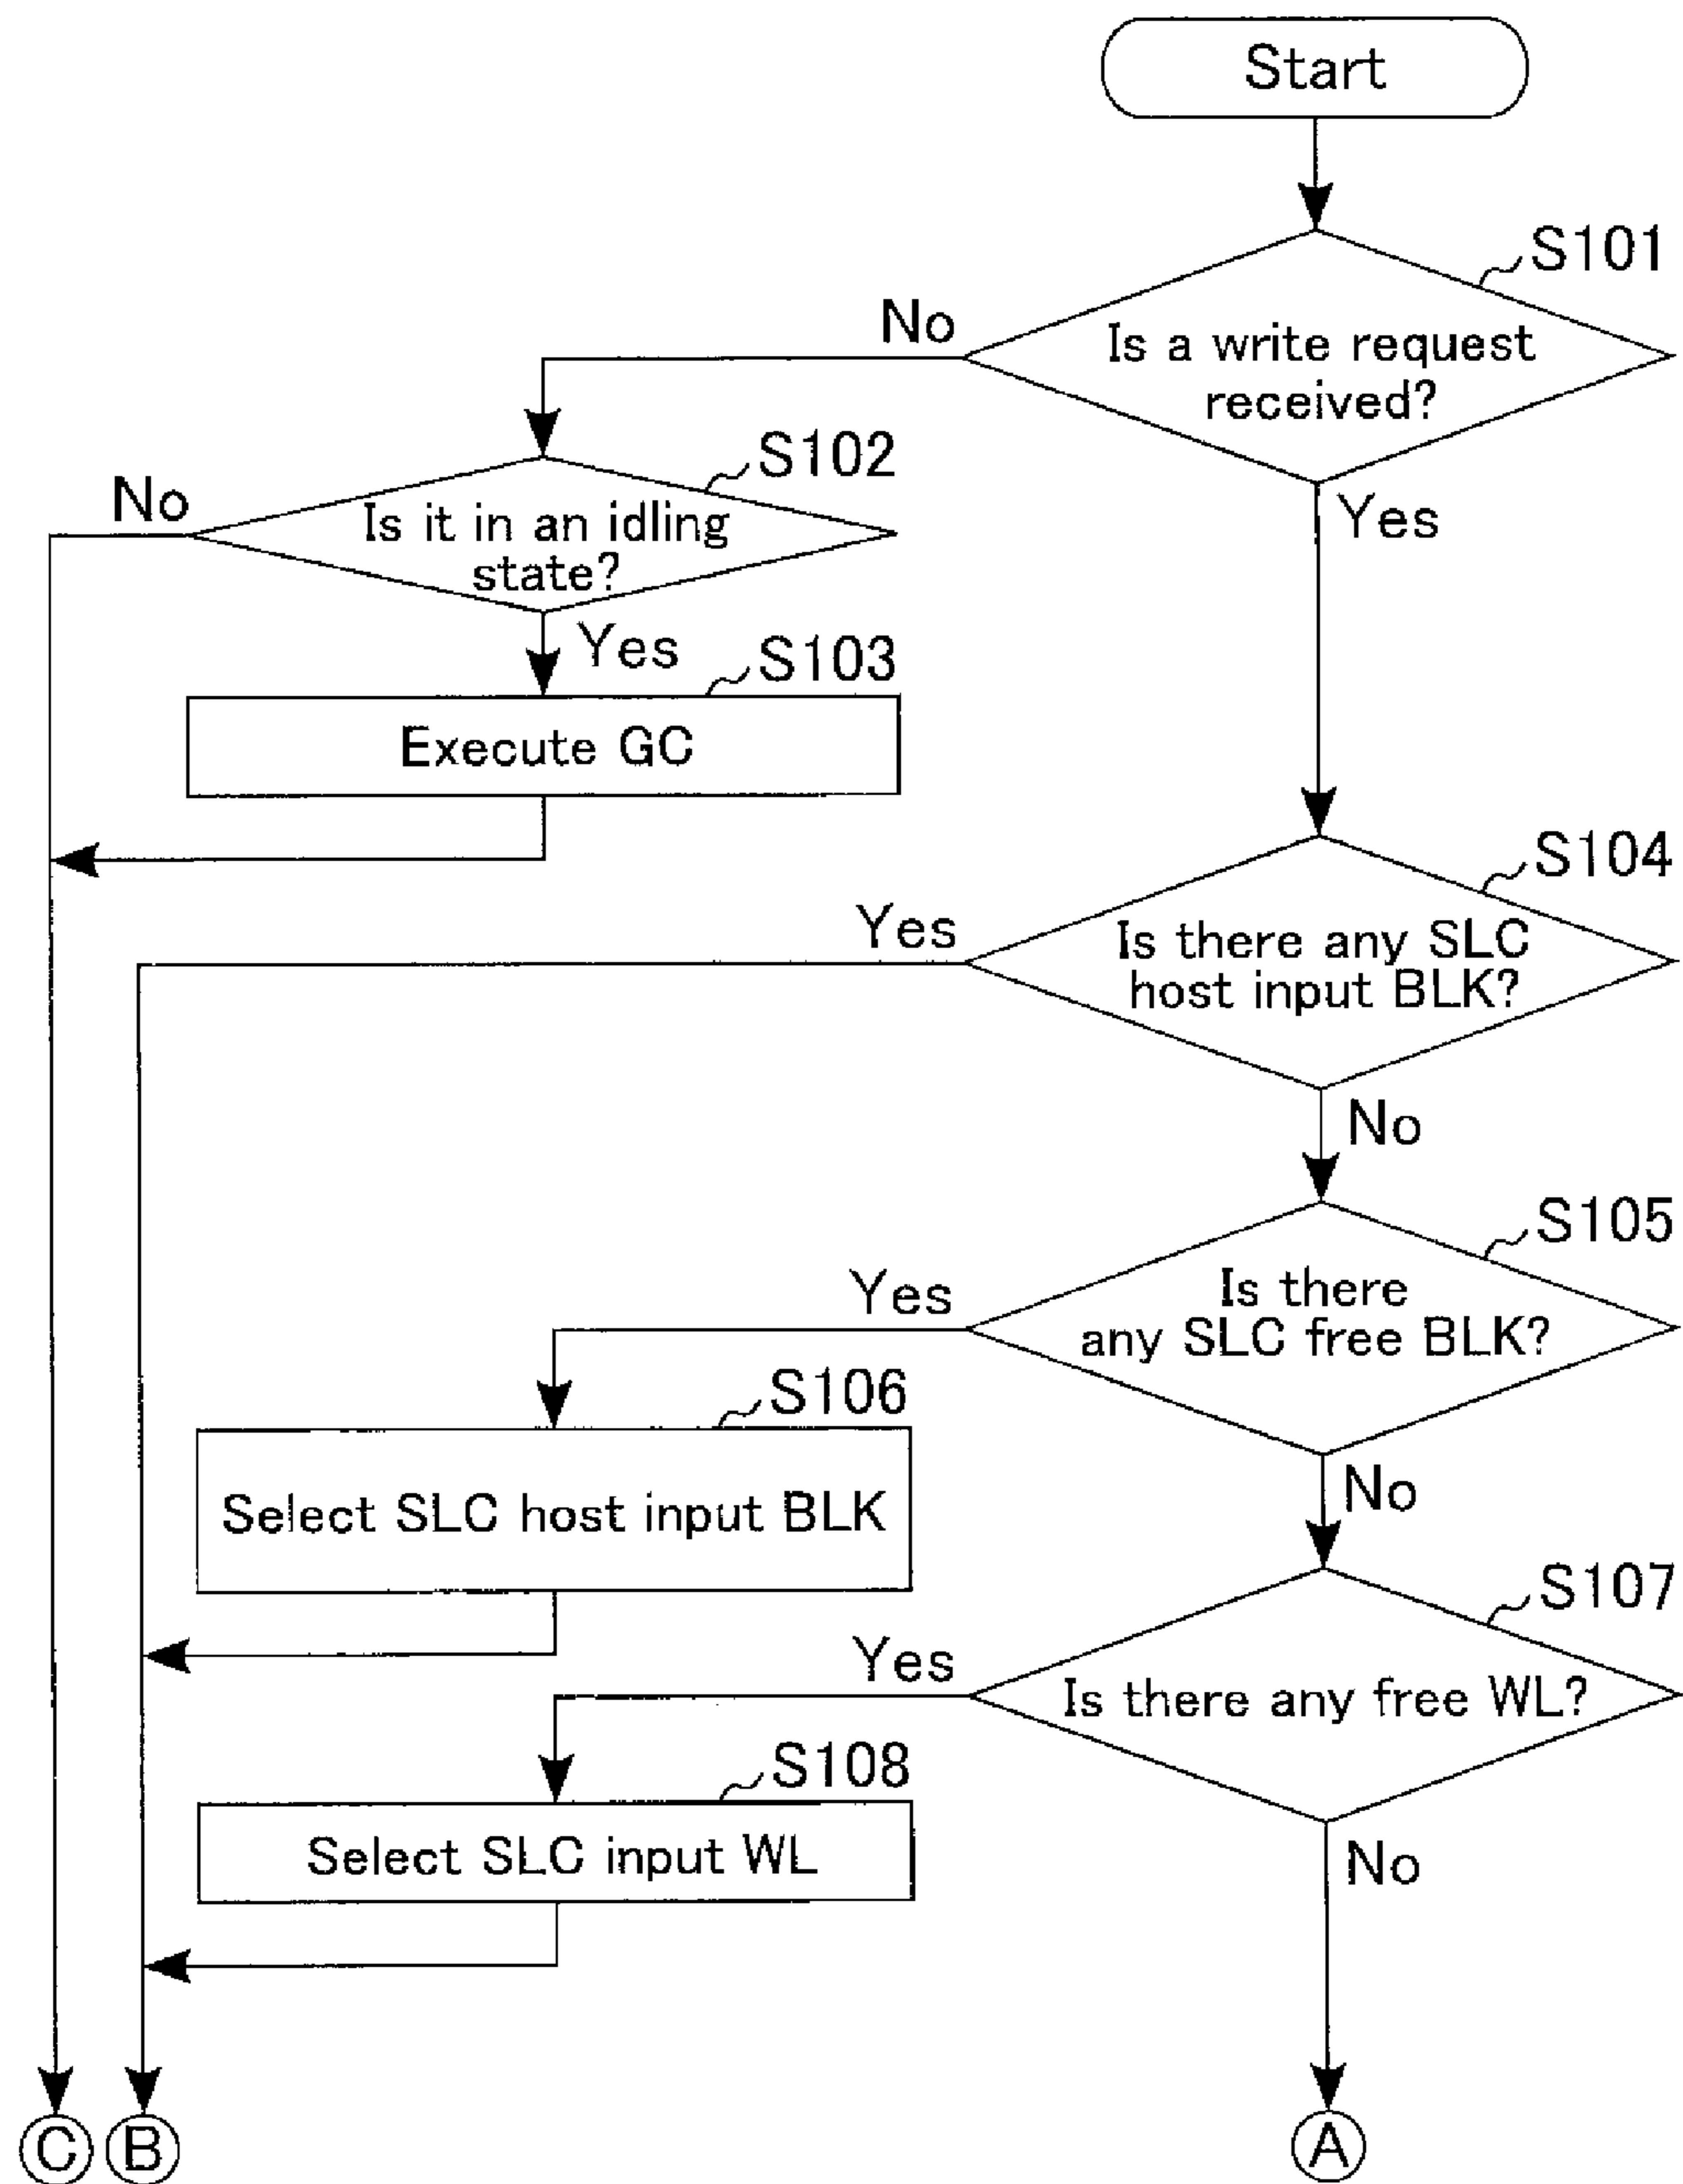 Start
S101
No
Is a write request
received?
S102
Yes
No
Is it in an idling
state?
Yes
S103
Execute GC
S104
Yes
Is there any SLC
host input BLK?
No
S105
Yes
Is there
any SLC free BLK?
S106
No
Select SLC host input BLK
S107
Yes
Is there any free WL?
S108
Select SLC input WL
No
C
B
A